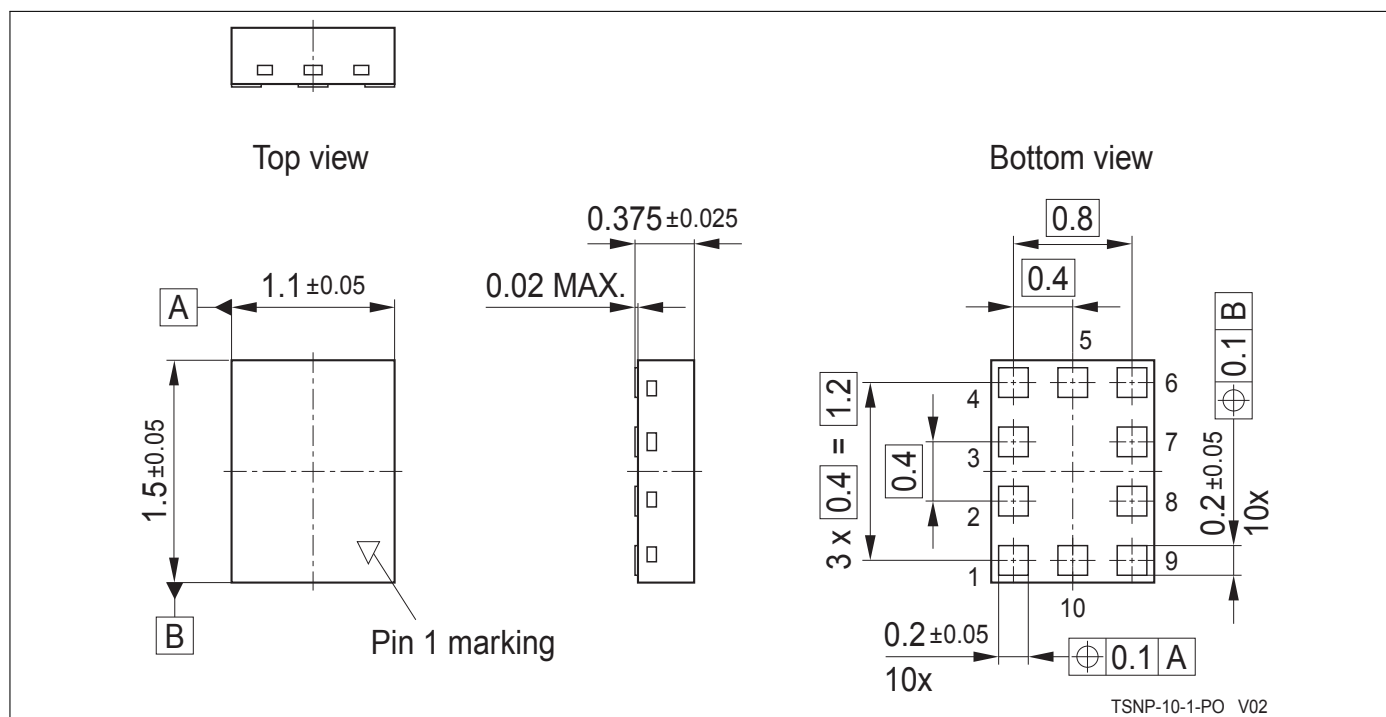 Top view
Bottom view
0.375 ±0.025
0.8
1.1 ±0.05
0.02 MAX.
0.4
A
B
0.1
5
4
6
3 x 0.4 = 1.2
0.4
3
7
1.5 ±0.05
0.2 ±0.05
10x
2
8
1
9
10
B
Pin 1 marking
0.2 ±0.05
10x
⌖ 0.1 A
TSNP-10-1-PO V02